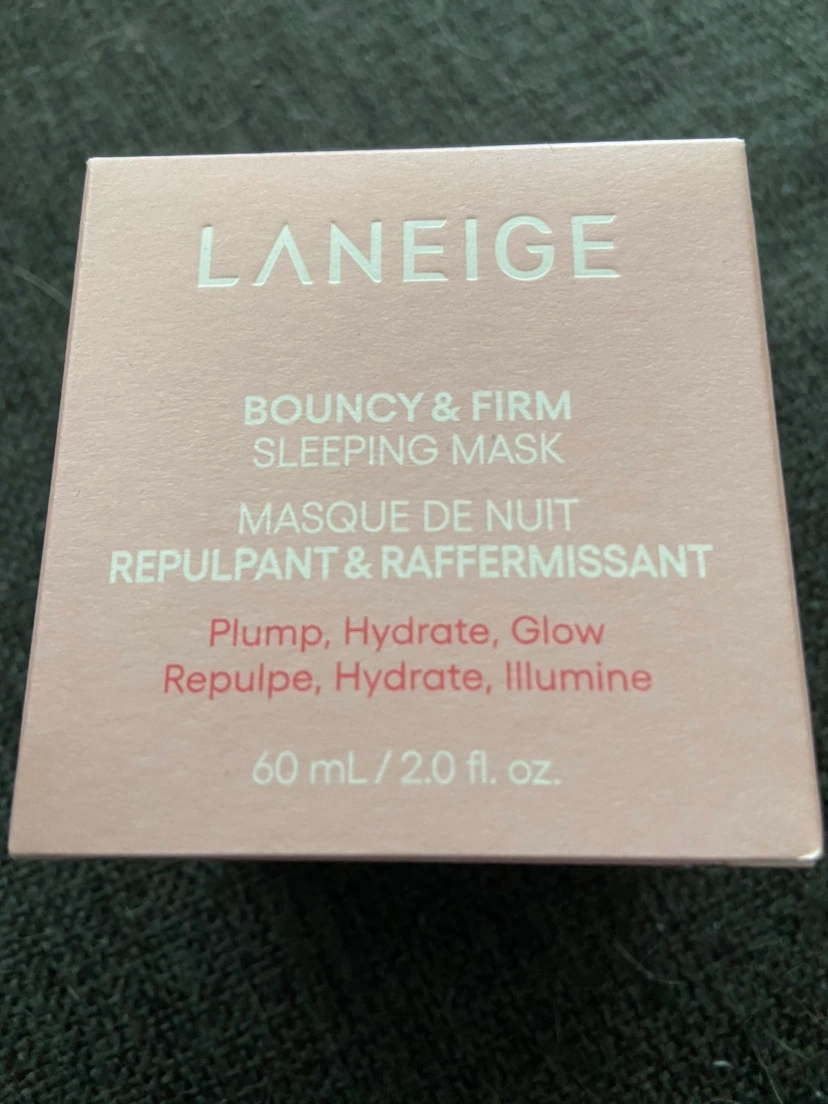 LANEIGE
BOUNCY & FIRM
SLEEPING MASK
MASQUE DE NUIT
REPULPANT & RAFFERMISSANT
Plump, Hydrate, Glow
Repulpe, Hydrate, Illumine
60 mL / 2.0 fl. oz.